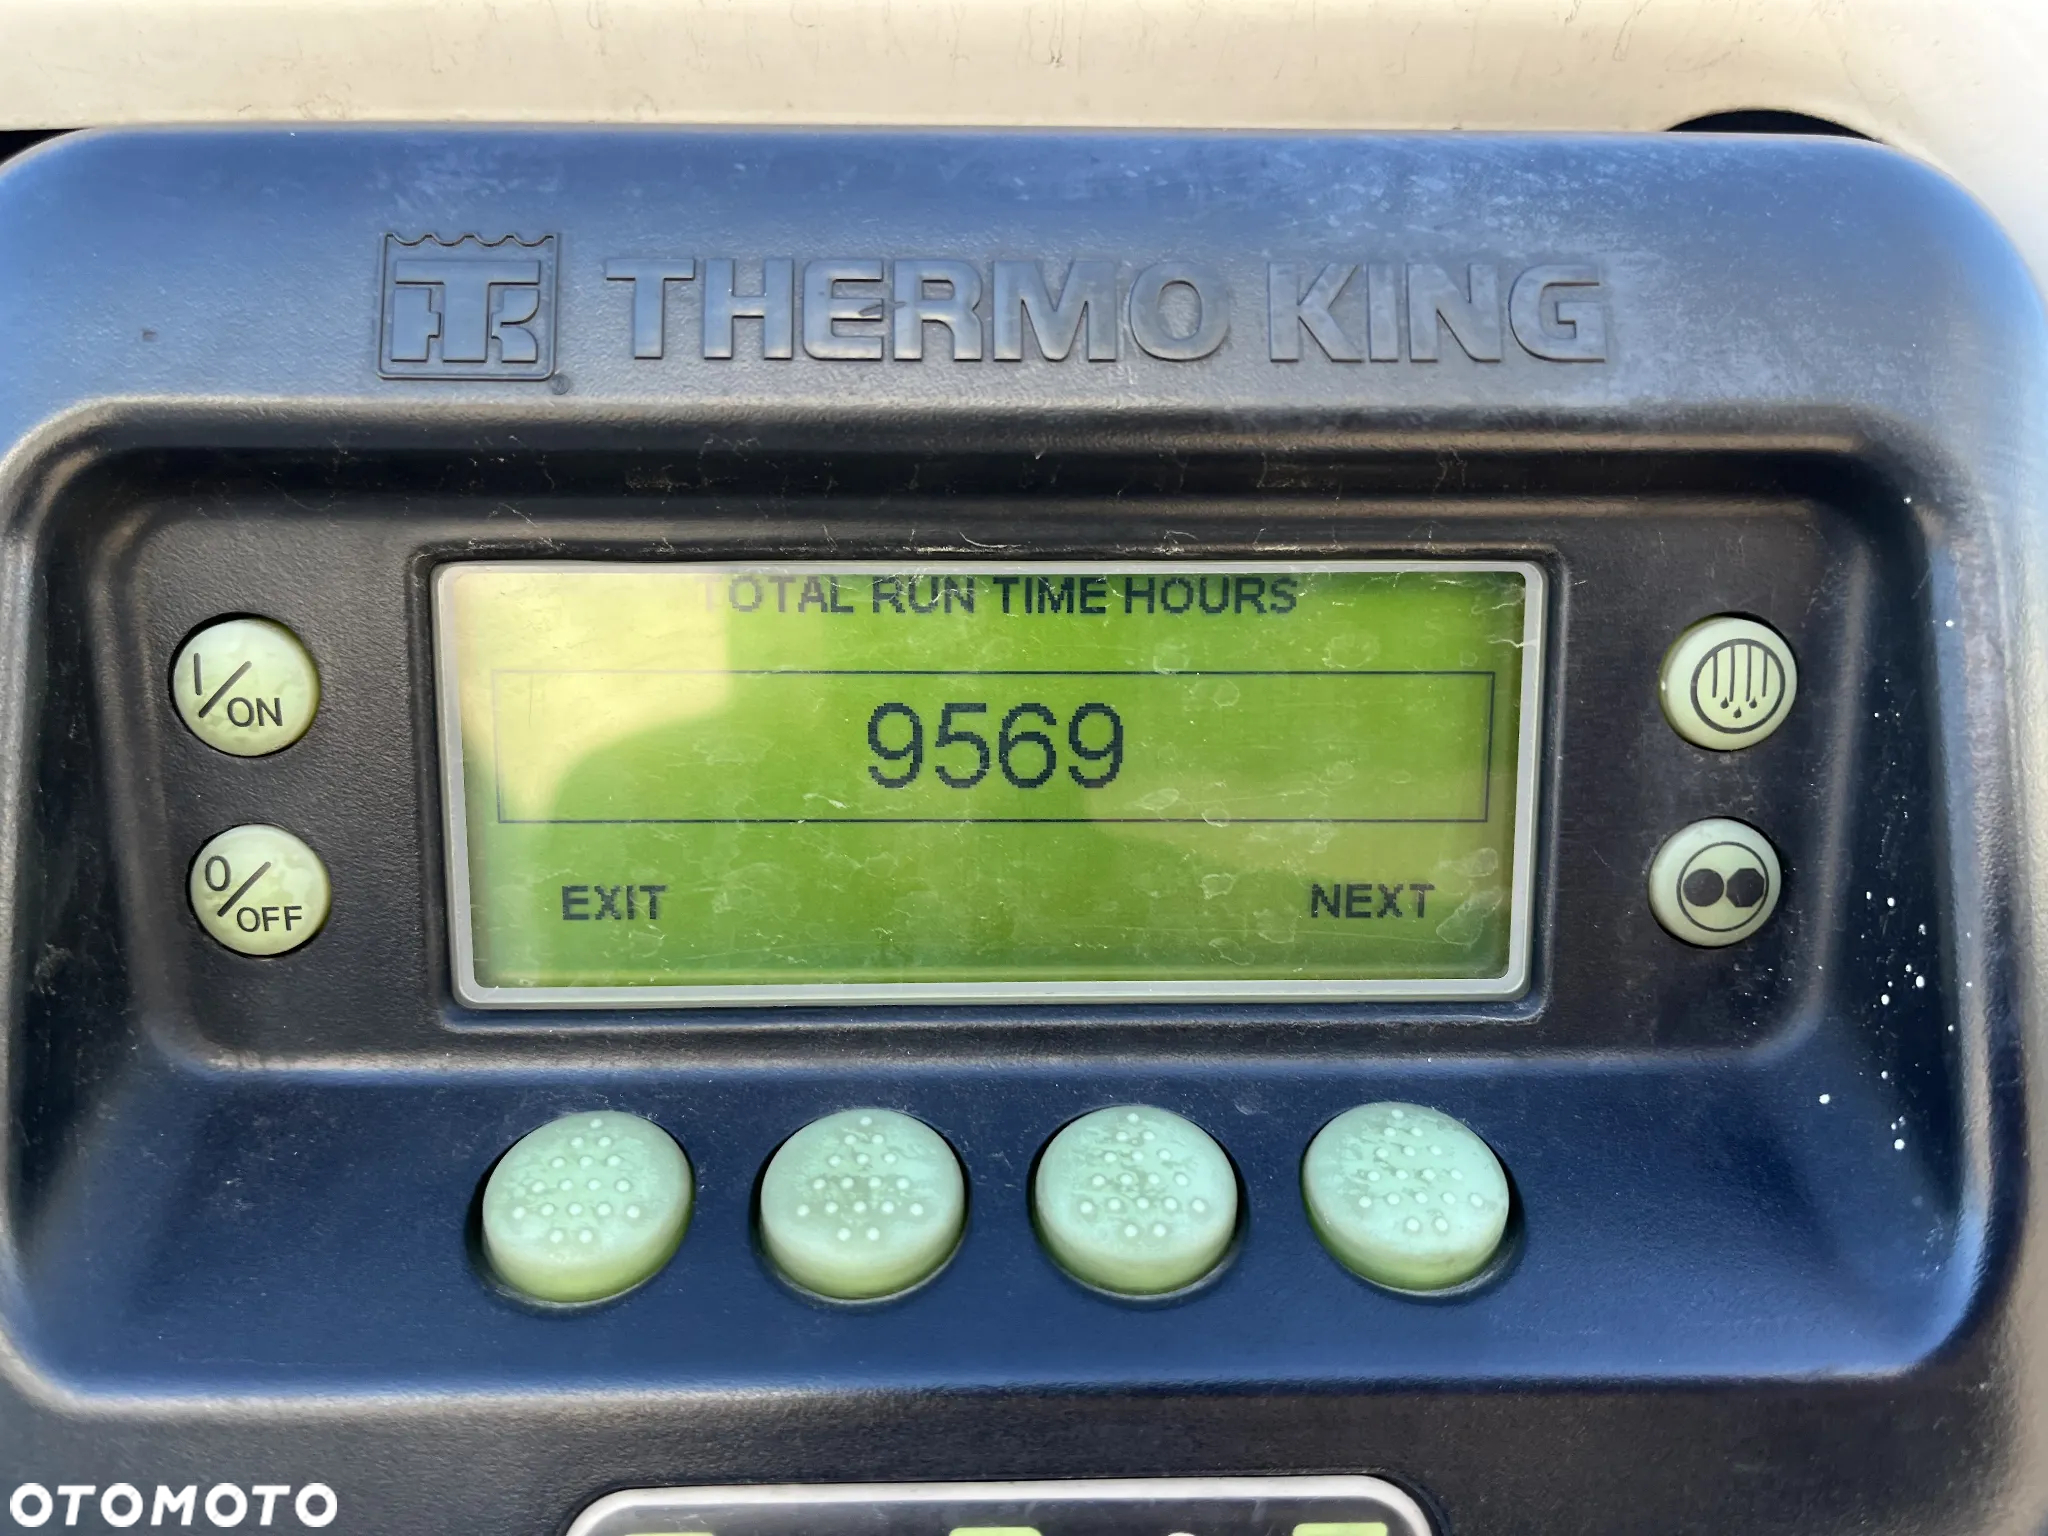 THERMO KING
TOTAL RUN TIME HOURS
I/ON
9569
0/OFF
EXIT
NEXT
OTOMOTO